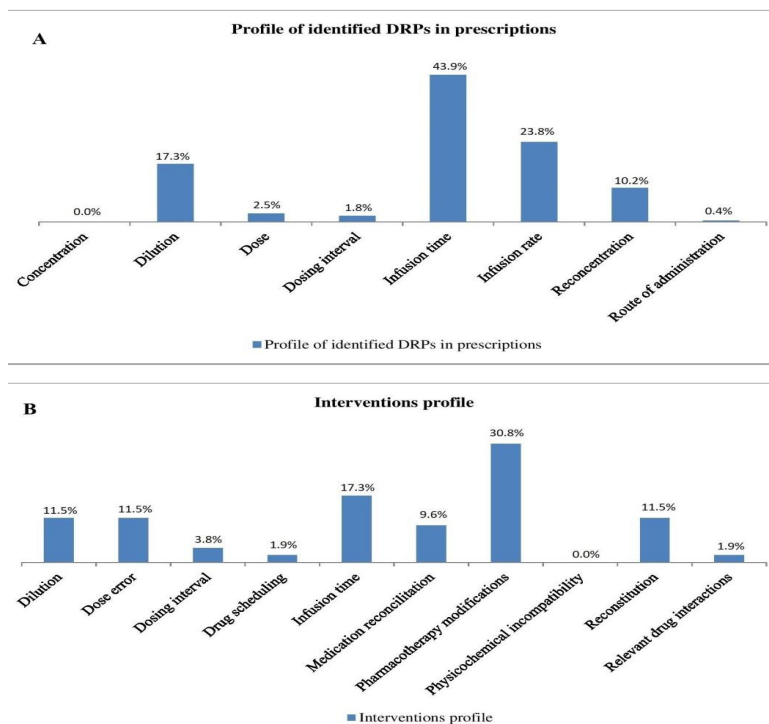 A
Profile of identified DRPs in prescriptions
0.0%
17.3%
2.5%
1.8%
43.9%
23.8%
10.2%
0.4%
Concentration
Dilution
Dose
Dosing interval
Infusion time
Infusion rate
Reconcentration
Route of administration
Profile of identified DRPs in prescriptions
B
Interventions profile
11.5%
11.5%
3.8%
1.9%
17.3%
9.6%
30.8%
0.0%
11.5%
1.9%
Dilution
Dose error
Dosing interval
Drug scheduling
Infusion time
Medication reconcilitation
Pharmacotherapy modifications
Physicochemical incompatibility
Reconstitution
Relevant drug interactions
Interventions profile